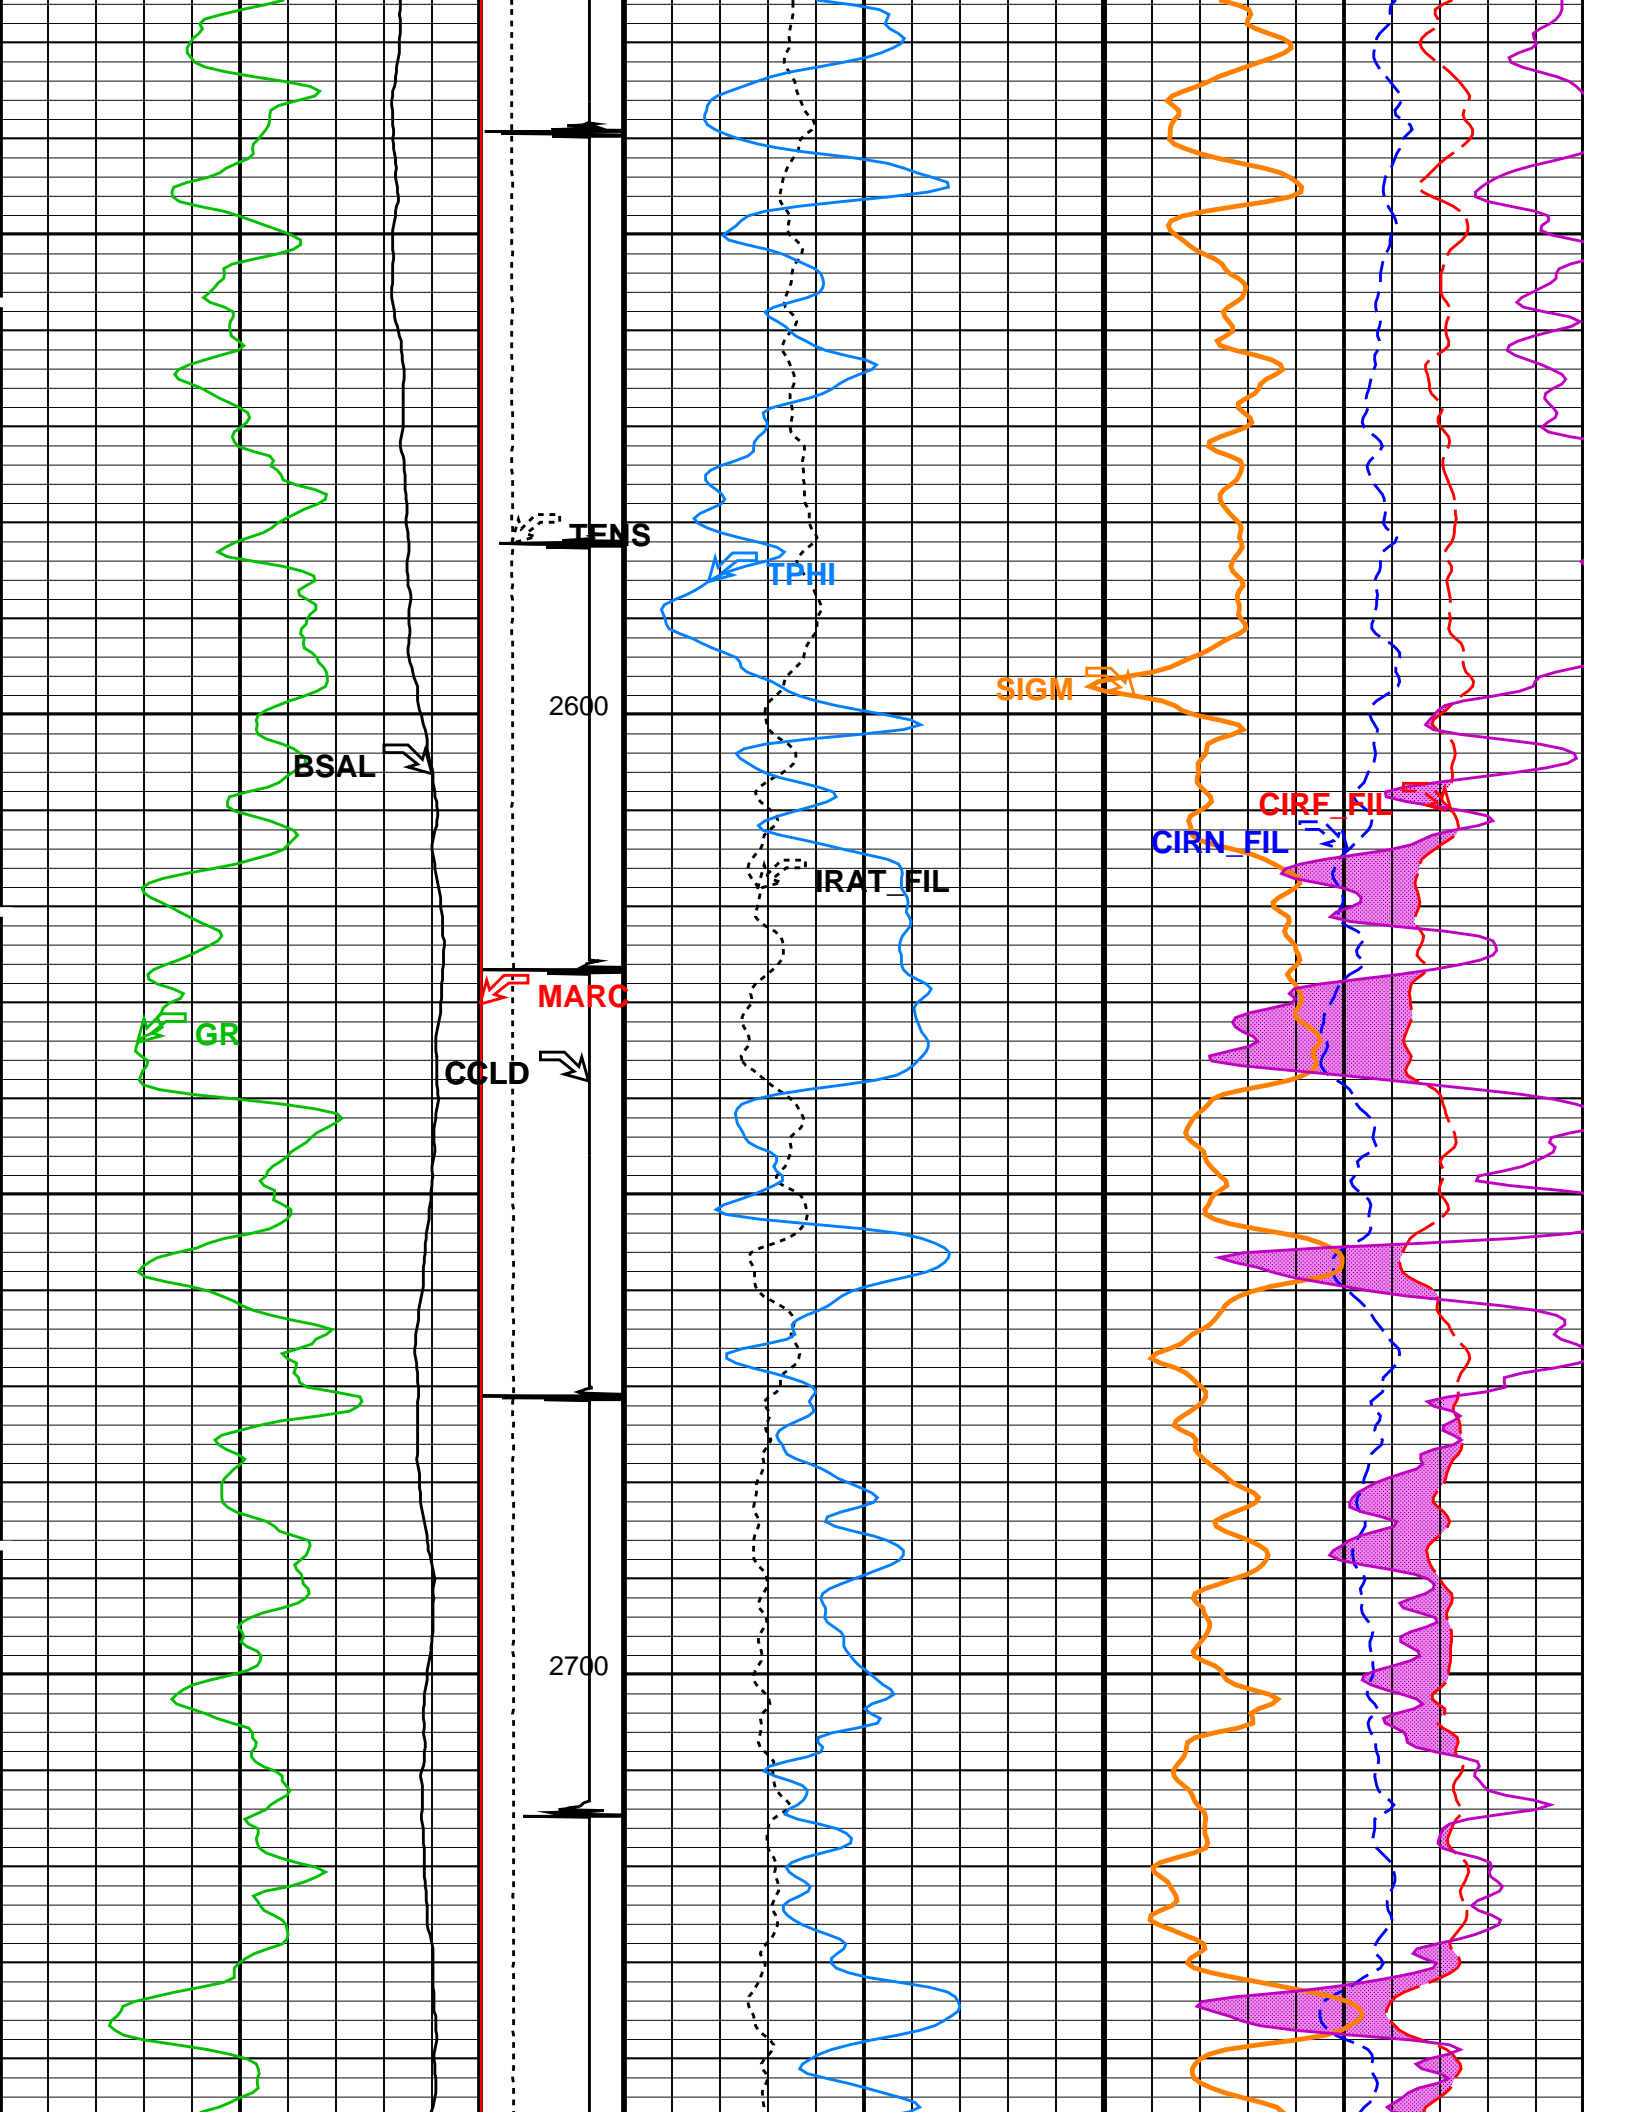 TENS
TPHI
SIGM
2600
BSAL
CIRF_FIL
CIRN_FIL
IRAT_FIL
MARC
GR
CCLD
2700